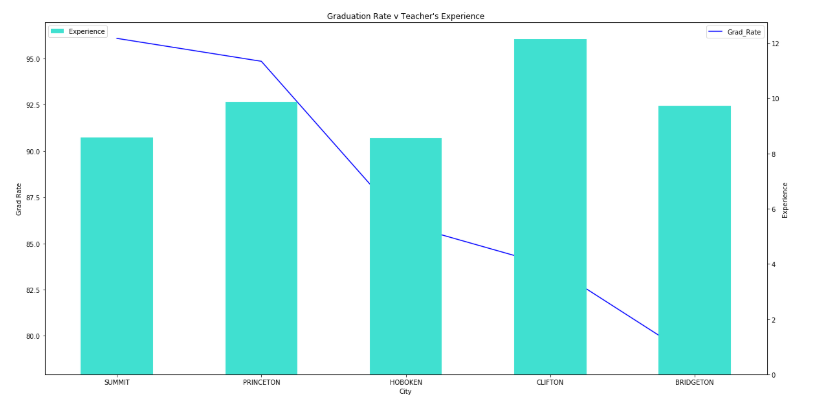 Graduation Rate v Teacher's Experience
Experience
Grad_Rate
95.0
92.5
90.0
87.5
85.0
82.5
80.0
Grad Rate
12
10
8
6
4
2
0
Experience
SUMMIT
PRINCETON
HOBOKEN
CLIFTON
BRIDGETON
City